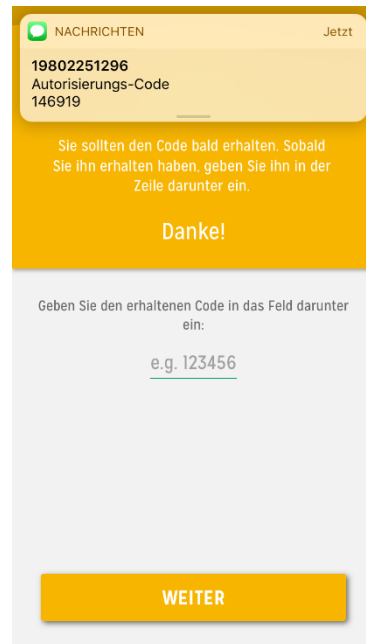 NACHRICHTEN Jetzt
19802251296
Autorisierungs-Code
146919
Sie sollten den Code bald erhalten. Sobald
Sie ihn erhalten haben, geben Sie ihn in der
Zeile darunter ein.
Danke!
Geben Sie den erhaltenen Code in das Feld darunter
ein:
e.g. 123456
WEITER